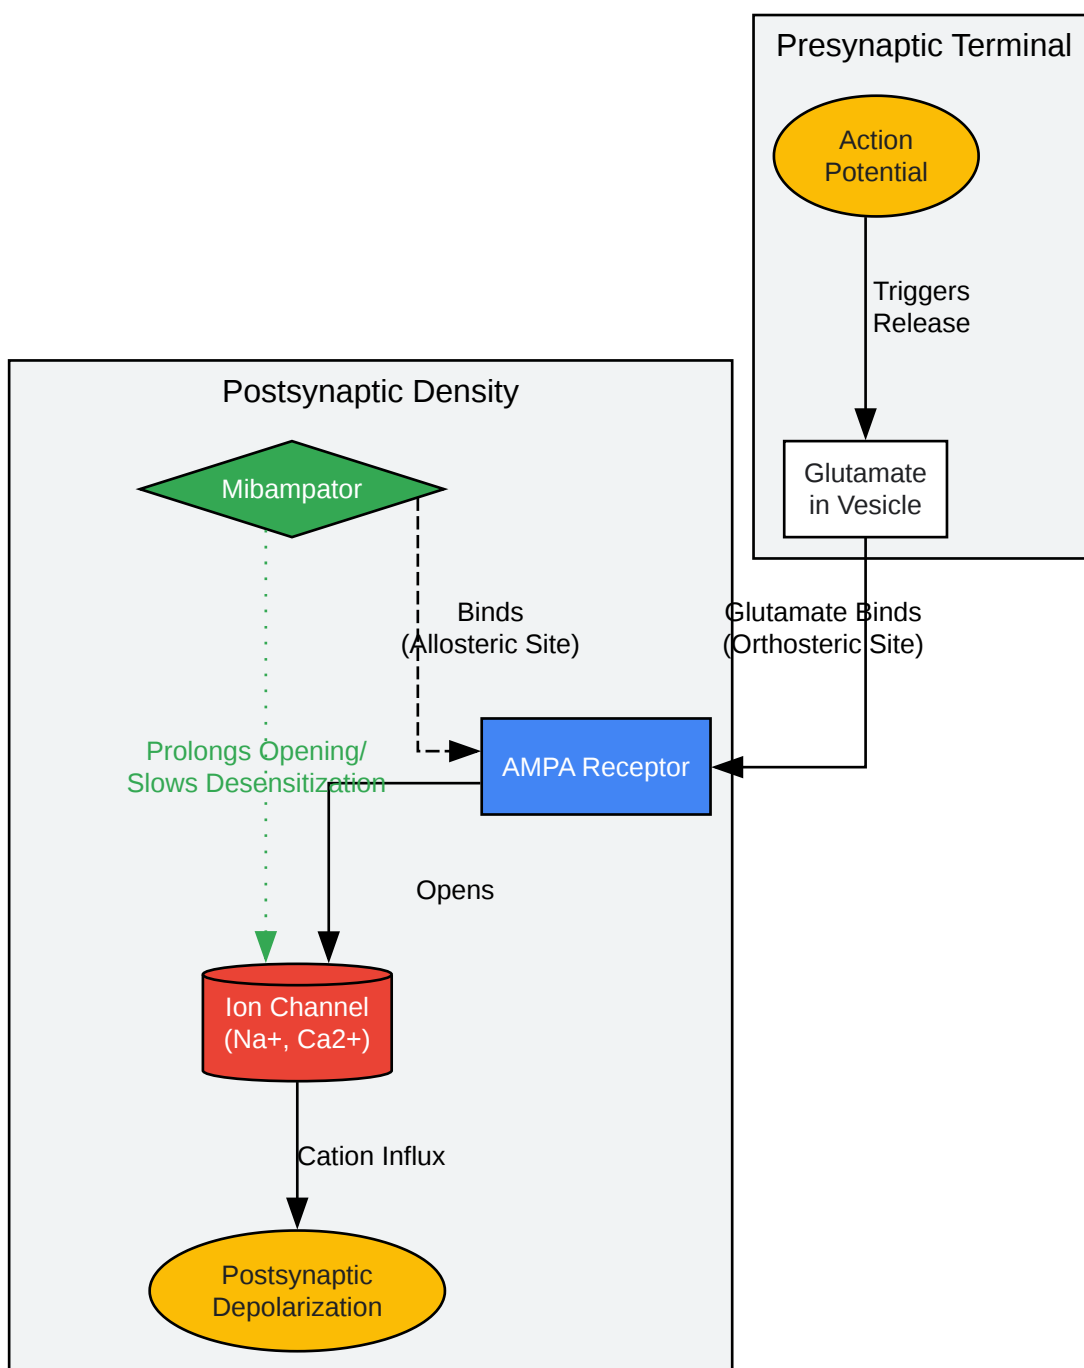 Presynaptic Terminal
Action
Potential
Triggers
Release
Glutamate
in Vesicle
Glutamate Binds
(Orthosteric Site)
Postsynaptic Density
Mibampator
Binds
(Allosteric Site)
Prolongs Opening/
Slows Desensitization
AMPA Receptor
Opens
Ion Channel
(Na+, Ca2+)
Cation Influx
Postsynaptic
Depolarization